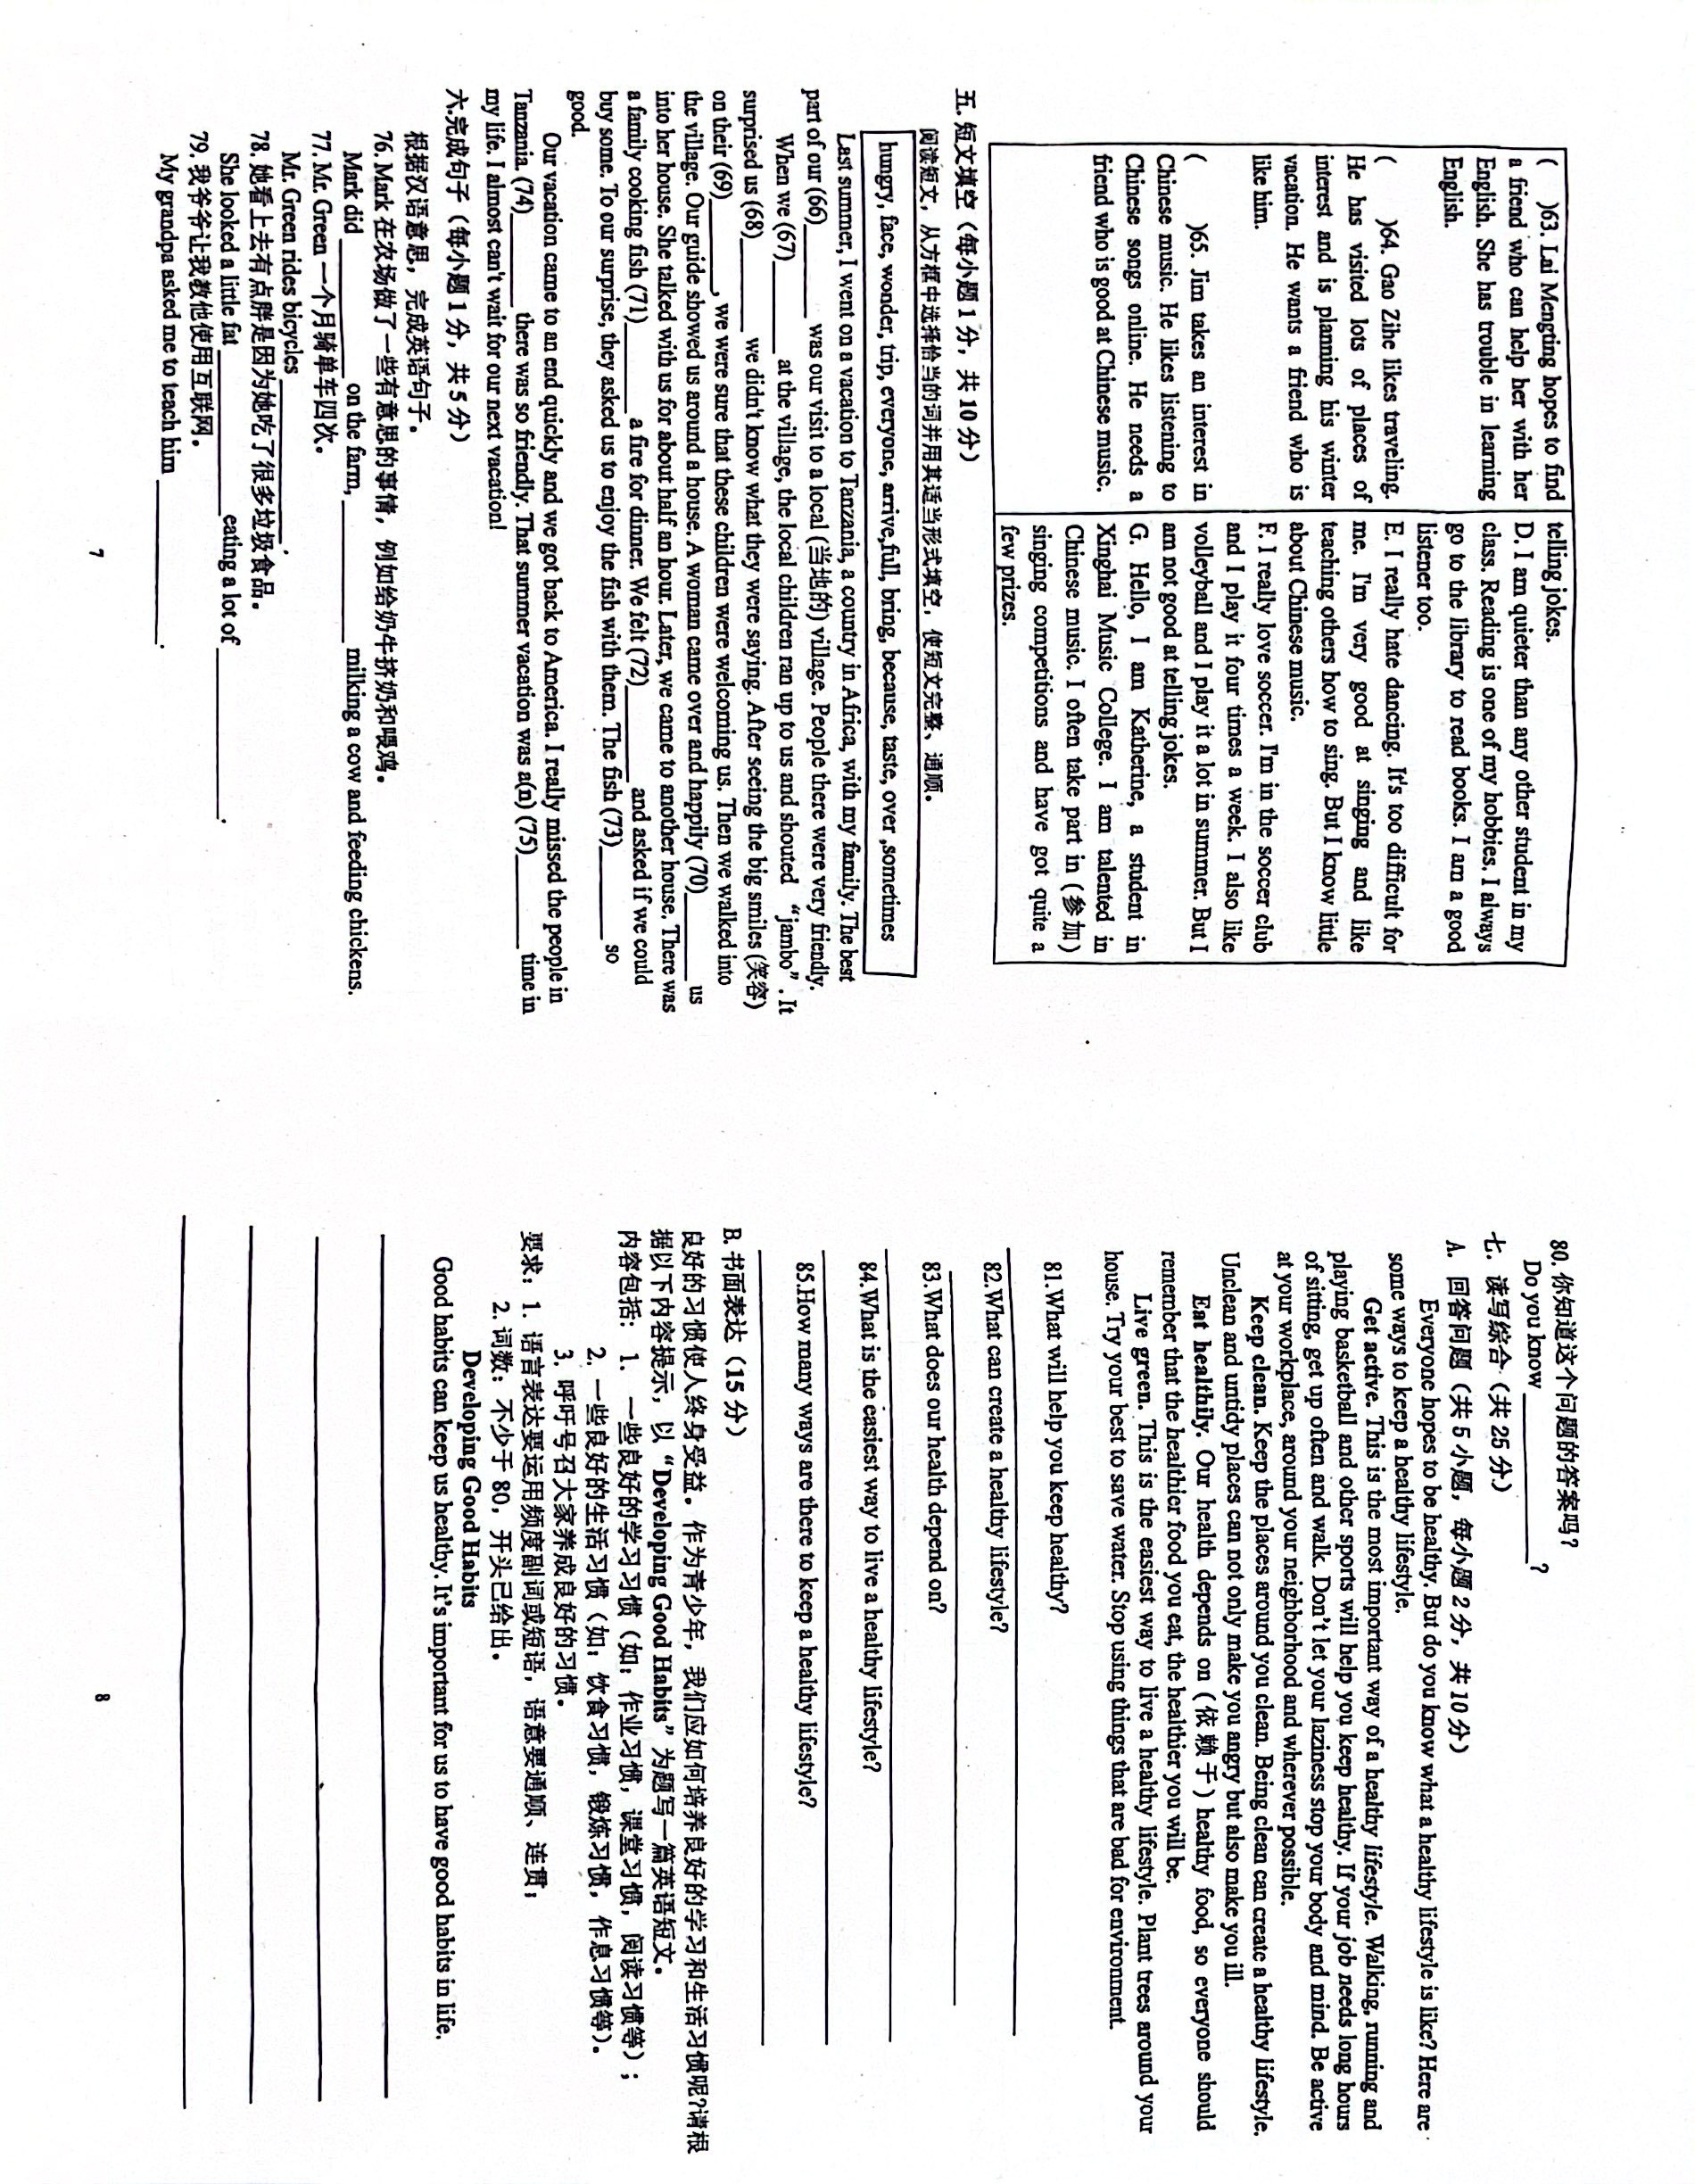 (    )63. Lai Mengting hopes to find
a friend who can help her with her
English. She has trouble in learning
English.
(    )64. Gao Zihe likes traveling.
He has visited lots of places of
interest and is planning his winter
vacation. He wants a friend who is
like him.
(    )65. Jim takes an interest in
Chinese music. He likes listening to
Chinese songs online. He needs a
friend who is good at Chinese music.
telling jokes.
D. I am quieter than any other student in my
class. Reading is one of my hobbies. I always
go to the library to read books. I am a good
listener too.
E. I really hate dancing. It's too difficult for
me. I'm very good at singing and like
teaching others how to sing. But I know little
about Chinese music.
F. I really love soccer. I'm in the soccer club
and I play it four times a week. I also like
volleyball and I play it a lot in summer. But I
am not good at telling jokes.
G. Hello, I am Katherine, a student in
Xinghai Music College. I am talented in
Chinese music. I often take part in (参加)
singing competitions and have got quite a
few prizes.
五. 短文填空（每小题 1 分，共 10 分）
阅读短文，从方框中选择恰当的词并用其适当形式填空，使短文完整、通顺。
hungry, face, wonder, trip, everyone, arrive,full, bring, because, taste, over ,sometimes
Last summer, I went on a vacation to Tanzania, a country in Africa, with my family. The best
part of our (66)______ was our visit to a local (当地的) village. People there were very friendly.
When we (67)______ at the village, the local children ran up to us and shouted “jambo”. It
surprised us (68)______ we didn't know what they were saying. After seeing the big smiles (笑容)
on their (69)______, we were sure that these children were welcoming us. Then we walked into
the village. Our guide showed us around a house. A woman came over and happily (70)______ us
into her house. She talked with us for about half an hour. Later, we came to another house. There was
a family cooking fish (71)______ a fire for dinner. We felt (72)______ and asked if we could
buy some. To our surprise, they asked us to enjoy the fish with them. The fish (73)______ so
good.
Our vacation came to an end quickly and we got back to America. I really missed the people in
Tanzania. (74)______ there was so friendly. That summer vacation was a(n) (75)______ time in
my life. I almost can't wait for our next vacation!
六.完成句子（每小题 1 分，共 5 分）
根据汉语意思，完成英语句子。
76. Mark 在农场做了一些有意思的事情，例如给奶牛挤奶和喂鸡。
Mark did ____________ on the farm, ____________ milking a cow and feeding chickens.
77. Mr. Green 一个月骑单车四次。
Mr. Green rides bicycles ____________.
78. 她看上去有点胖是因为她吃了很多垃圾食品。
She looked a little fat ____________ eating a lot of ____________.
79. 我爷爷让我教他使用互联网。
My grandpa asked me to teach him ____________.
7
80. 你知道这个问题的答案吗？
Do you know ____________?
七. 读写综合（共 25 分）
A. 回答问题（共 5 小题，每小题 2 分，共 10 分）
Everyone hopes to be healthy. But do you know what a healthy lifestyle is like? Here are
some ways to keep a healthy lifestyle.
Get active. This is the most important way of a healthy lifestyle. Walking, running and
playing basketball and other sports will help you keep healthy. If your job needs long hours
of sitting, get up often and walk. Don't let your laziness stop your body and mind. Be active
at your workplace, around your neighborhood and wherever possible.
Keep clean. Keep the places around you clean. Being clean can create a healthy lifestyle.
Unclean and untidy places can not only make you angry but also make you ill.
Eat healthily. Our health depends on (依赖于) healthy food, so everyone should
remember that the healthier food you eat, the healthier you will be.
Live green. This is the easiest way to live a healthy lifestyle. Plant trees around your
house. Try your best to save water. Stop using things that are bad for environment.
81.What will help you keep healthy?
82.What can create a healthy lifestyle?
83.What does our health depend on?
84.What is the easiest way to live a healthy lifestyle?
85.How many ways are there to keep a healthy lifestyle?
B. 书面表达（15 分）
良好的习惯使人终身受益。作为青少年，我们应如何培养良好的学习和生活习惯呢?请根
据以下内容提示，以“Developing Good Habits”为题写一篇英语短文。
内容包括：1. 一些良好的学习习惯（如：作业习惯，课堂习惯，阅读习惯等）；
2. 一些良好的生活习惯（如：饮食习惯，锻炼习惯，作息习惯等）。
3. 呼吁号召大家养成良好的习惯。
要求：1. 语言表达要运用频度副词或短语，语意要通顺、连贯；
2. 词数：不少于 80，开头已给出。
Developing Good Habits
Good habits can keep us healthy. It's important for us to have good habits in life.
8